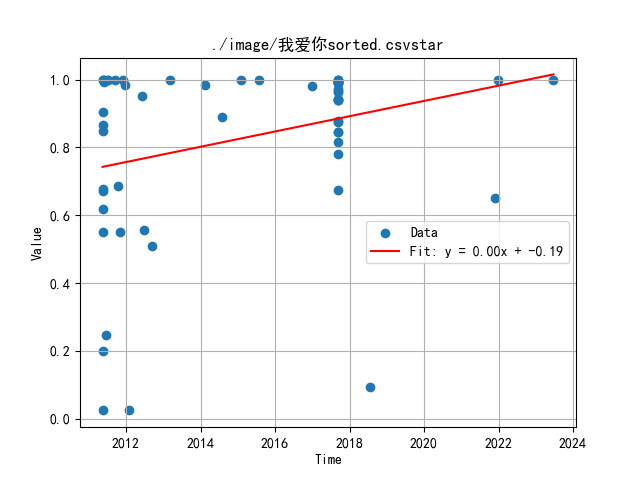 ./image/我爱你sorted.csvstar
1.0
0.8
0.6
0.4
0.2
0.0
Value
Data
Fit: y = 0.00x + -0.19
2012 2014 2016 2018 2020 2022 2024
Time